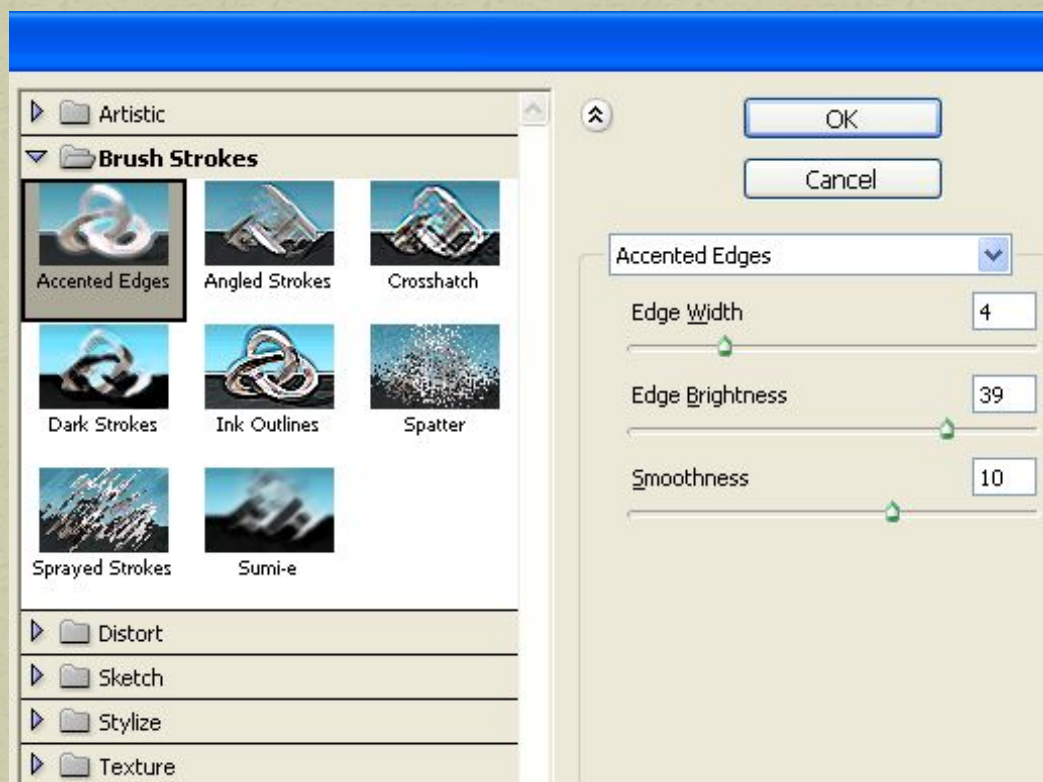 Artistic
Brush Strokes
Accented Edges Angled Strokes Crosshatch
Dark Strokes Ink Outlines Spatter
Sprayed Strokes Sumi-e
Distort
Sketch
Stylize
Texture
OK
Cancel
Accented Edges
Edge Width 4
Edge Brightness 39
Smoothness 10